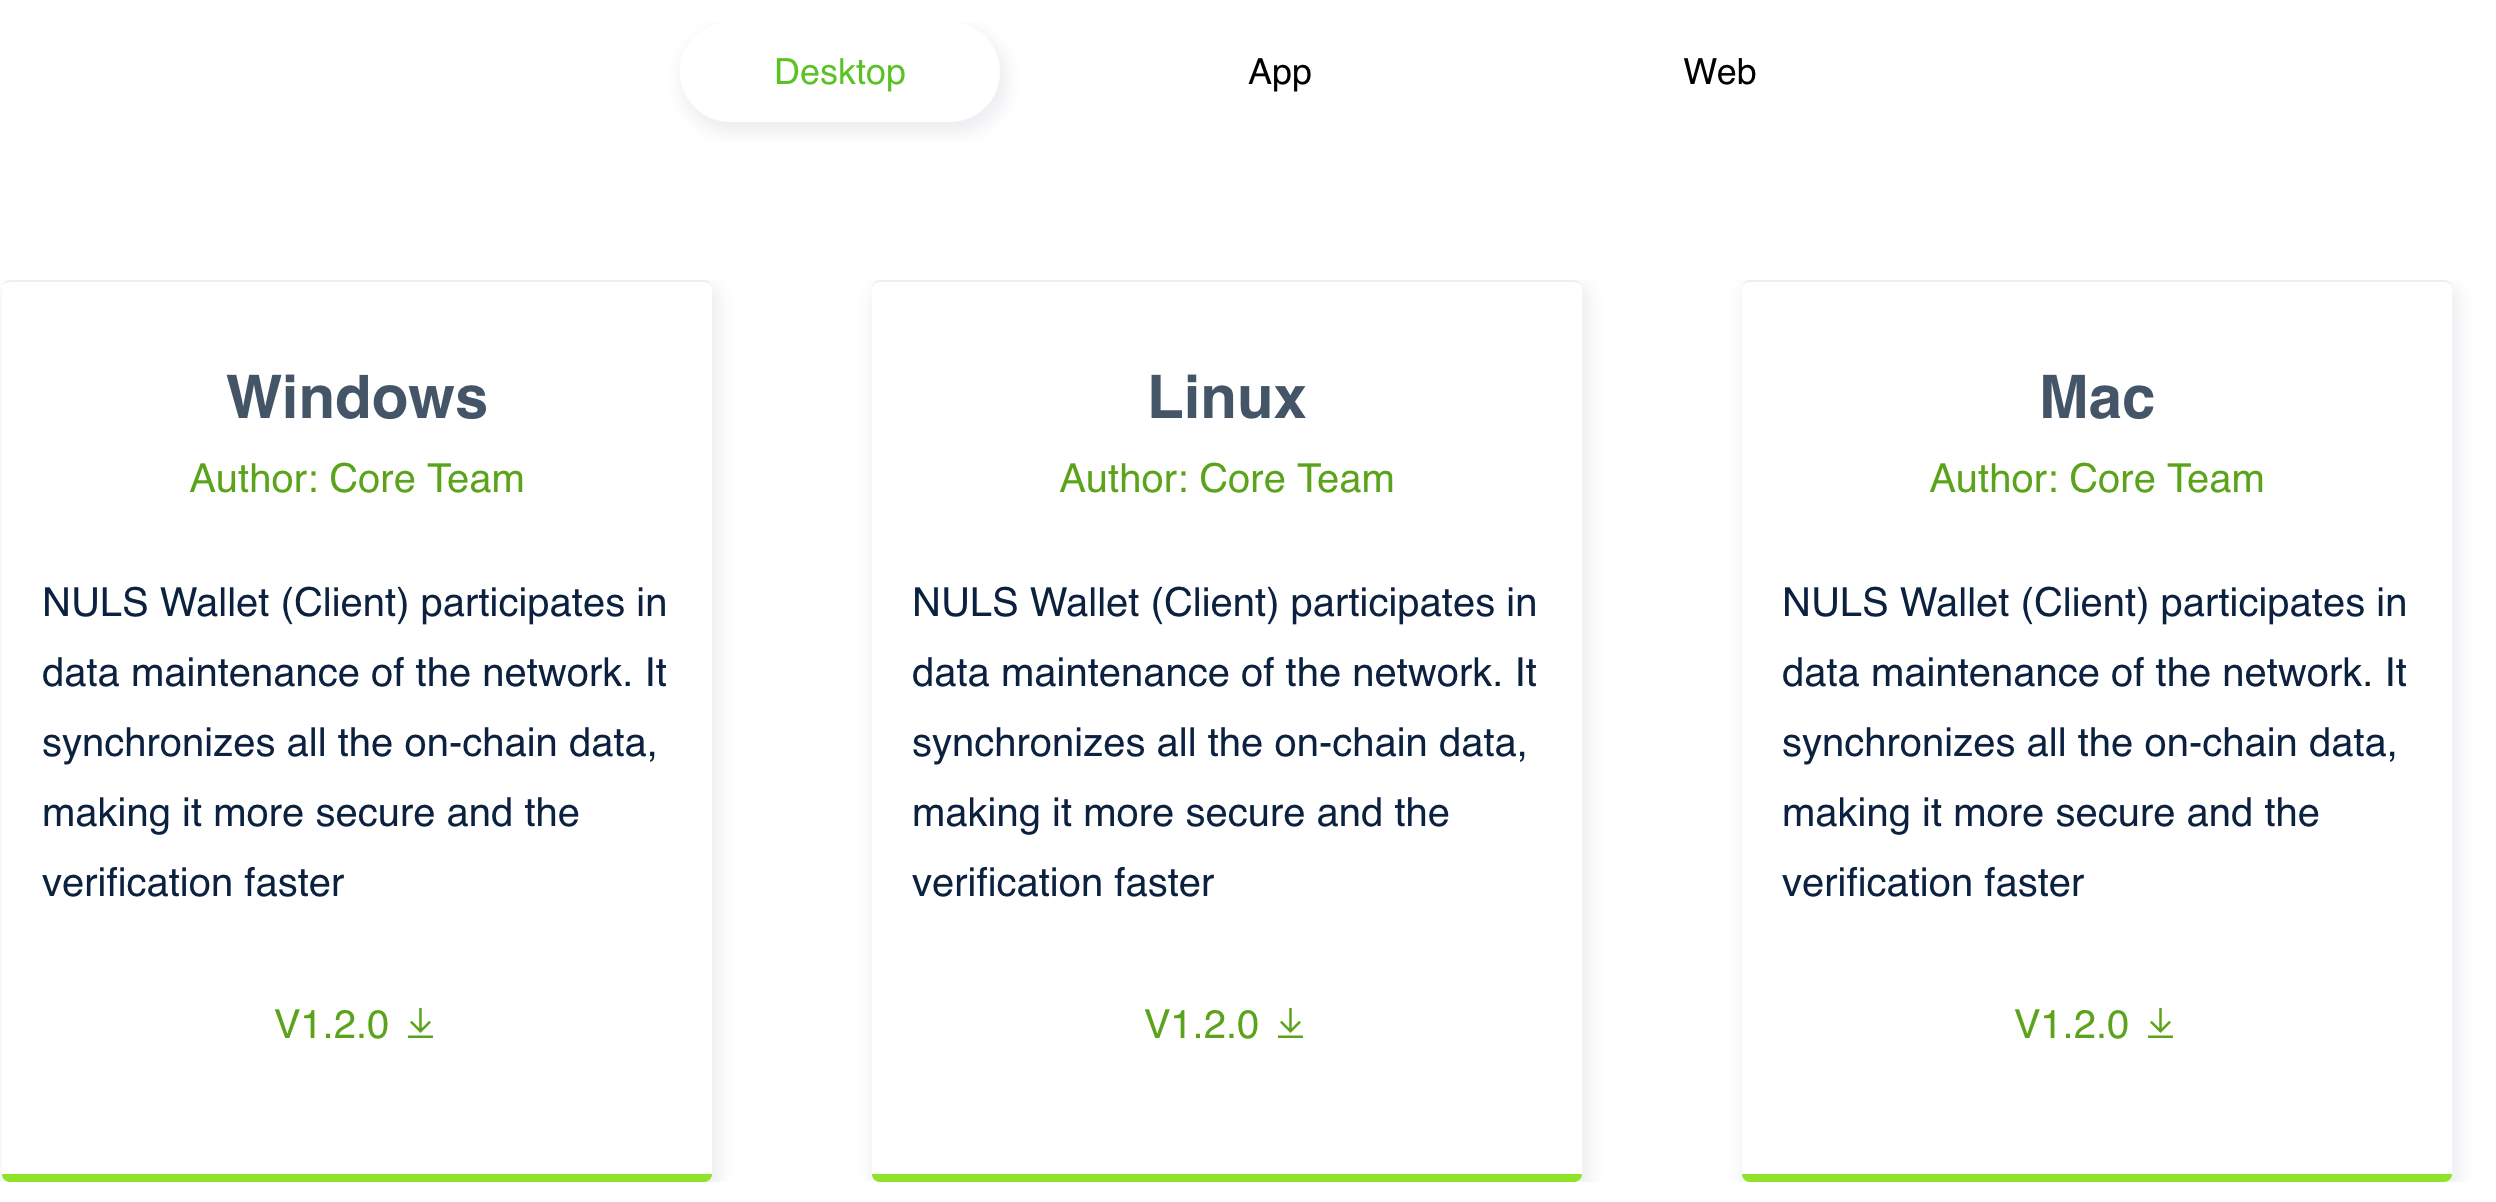 Desktop
App
Web
Windows
Author: Core Team
NULS Wallet (Client) participates in
data maintenance of the network. It
synchronizes all the on-chain data,
making it more secure and the
verification faster
V1.2.0
Linux
Author: Core Team
NULS Wallet (Client) participates in
data maintenance of the network. It
synchronizes all the on-chain data,
making it more secure and the
verification faster
V1.2.0
Mac
Author: Core Team
NULS Wallet (Client) participates in
data maintenance of the network. It
synchronizes all the on-chain data,
making it more secure and the
verification faster
V1.2.0